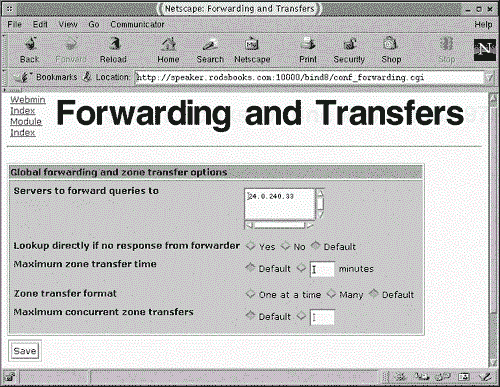 Netscape: Forwarding and Transfers
File Edit View Go Communicator Help
Back Forward Reload Home Search Netscape Print Security Shop Stop
N
Bookmarks Location: http://speaker.rodsbooks.com:10000/bind8/conf_forwarding.cgi
Webmin
Index
Module
Index
Forwarding and Transfers
Global forwarding and zone transfer options
Servers to forward queries to
24.0.240.33
Lookup directly if no response from forwarder Yes No Default
Maximum zone transfer time Default minutes
Zone transfer format One at a time Many Default
Maximum concurrent zone transfers Default
Save